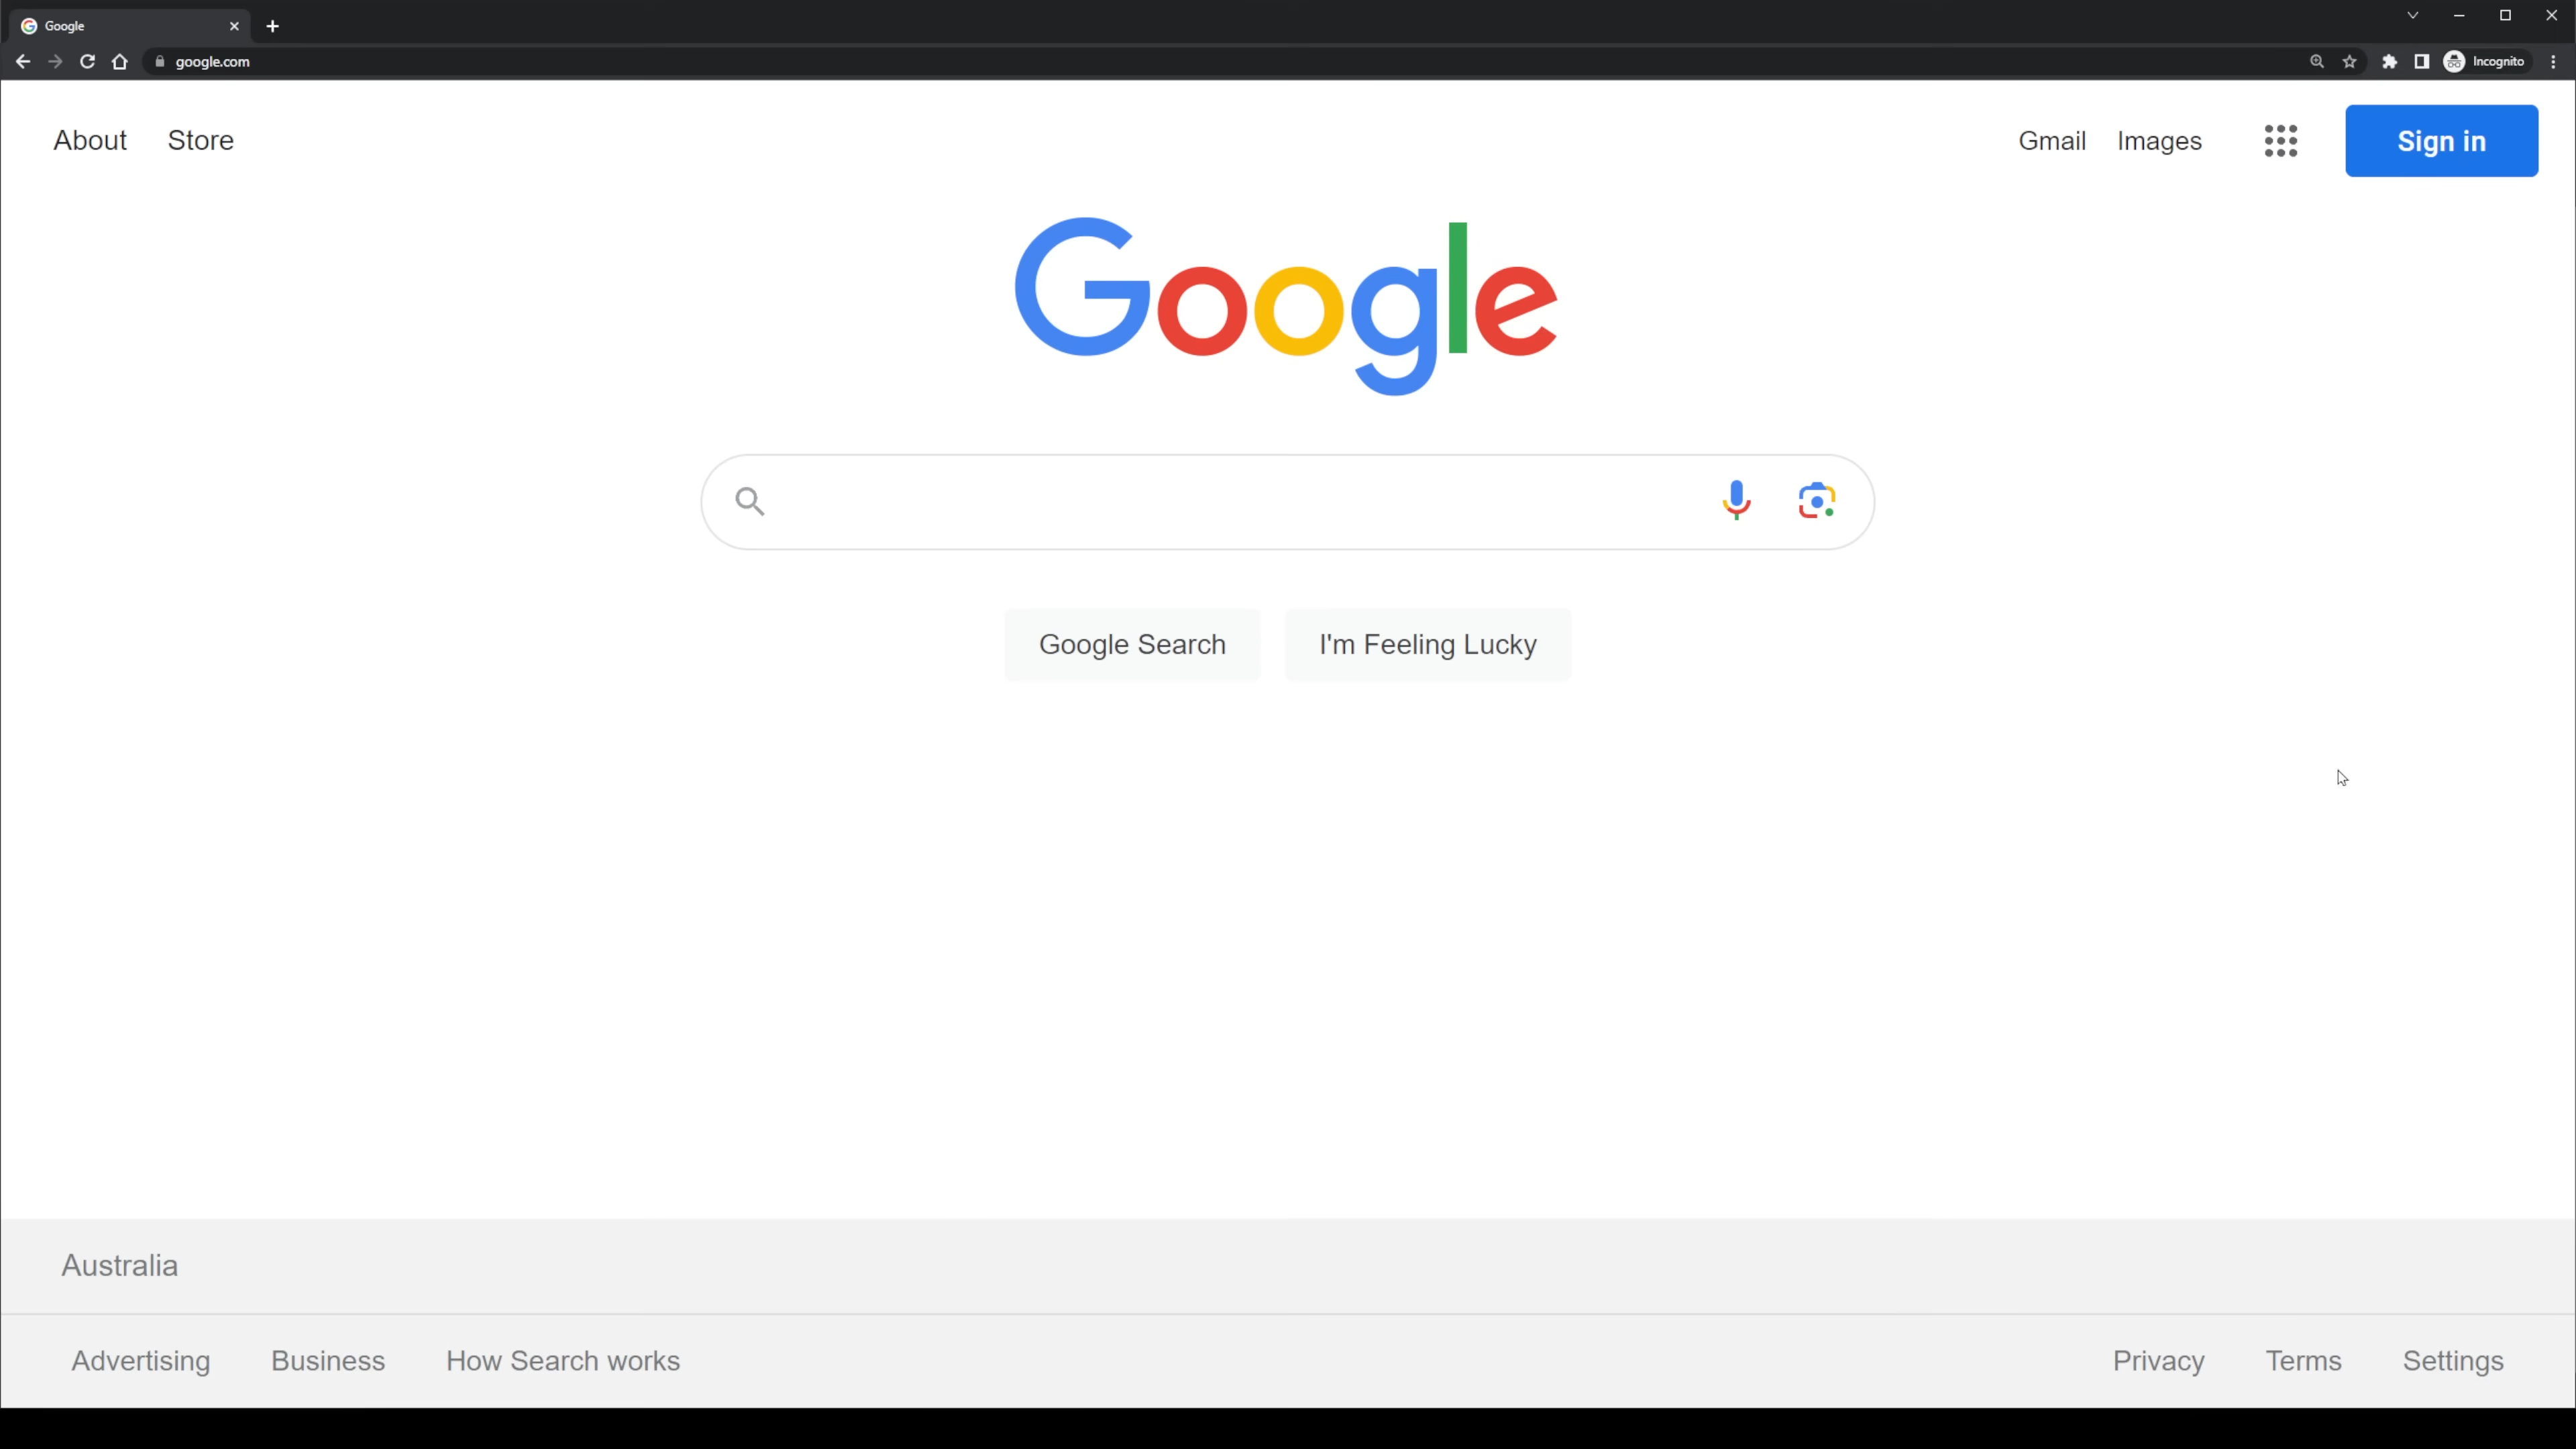 Google
google.com
Incognito
About Store
Gmail Images Sign in
Google
Google Search I'm Feeling Lucky
Australia
Advertising Business How Search works
Privacy Terms Settings